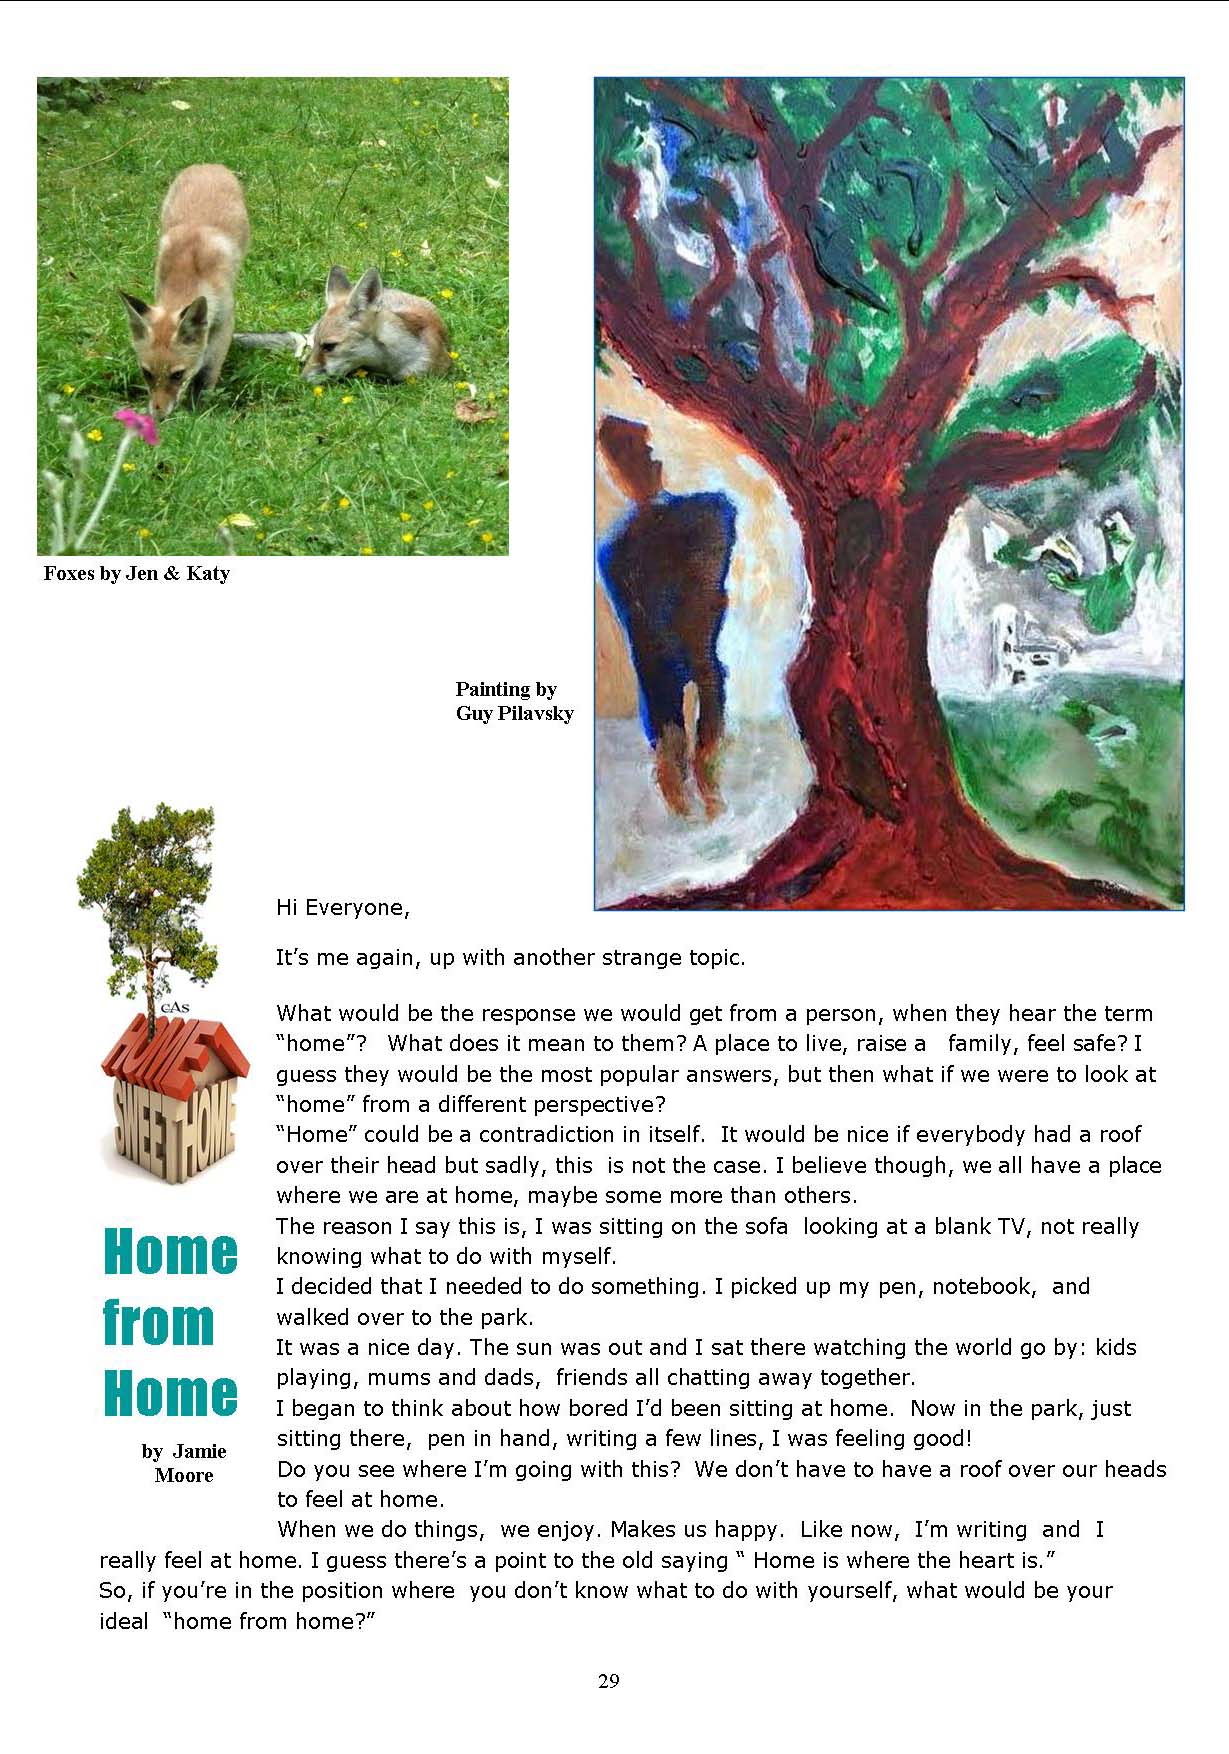 Foxes by Jen & Katy
Painting by
Guy Pilavsky
cAs
HOME
SWEET HOME
Home
from
Home
by  Jamie
Moore
Hi Everyone,
It’s me again, up with another strange topic.
What would be the response we would get from a person, when they hear the term
“home”?   What does it mean to them? A place to live, raise a   family, feel safe? I
guess they would be the most popular answers, but then what if we were to look at
“home” from a different perspective?
“Home” could be a contradiction in itself.  It would be nice if everybody had a roof
over their head but sadly, this  is not the case. I believe though, we all have a place
where we are at home, maybe some more than others.
The reason I say this is, I was sitting on the sofa  looking at a blank TV, not really
knowing what to do with myself.
I decided that I needed to do something. I picked up my pen, notebook,  and
walked over to the park.
It was a nice day. The sun was out and I sat there watching the world go by: kids
playing, mums and dads,  friends all chatting away together.
I began to think about how bored I’d been sitting at home.  Now in the park, just
sitting there,  pen in hand, writing a few lines, I was feeling good!
Do you see where I’m going with this?  We don’t have to have a roof over our heads
to feel at home.
When we do things,  we enjoy. Makes us happy.  Like now,  I’m writing  and  I
really feel at home. I guess there’s a point to the old saying “ Home is where the heart is.”
So, if you’re in the position where  you don’t know what to do with yourself, what would be your
ideal  “home from home?”
29